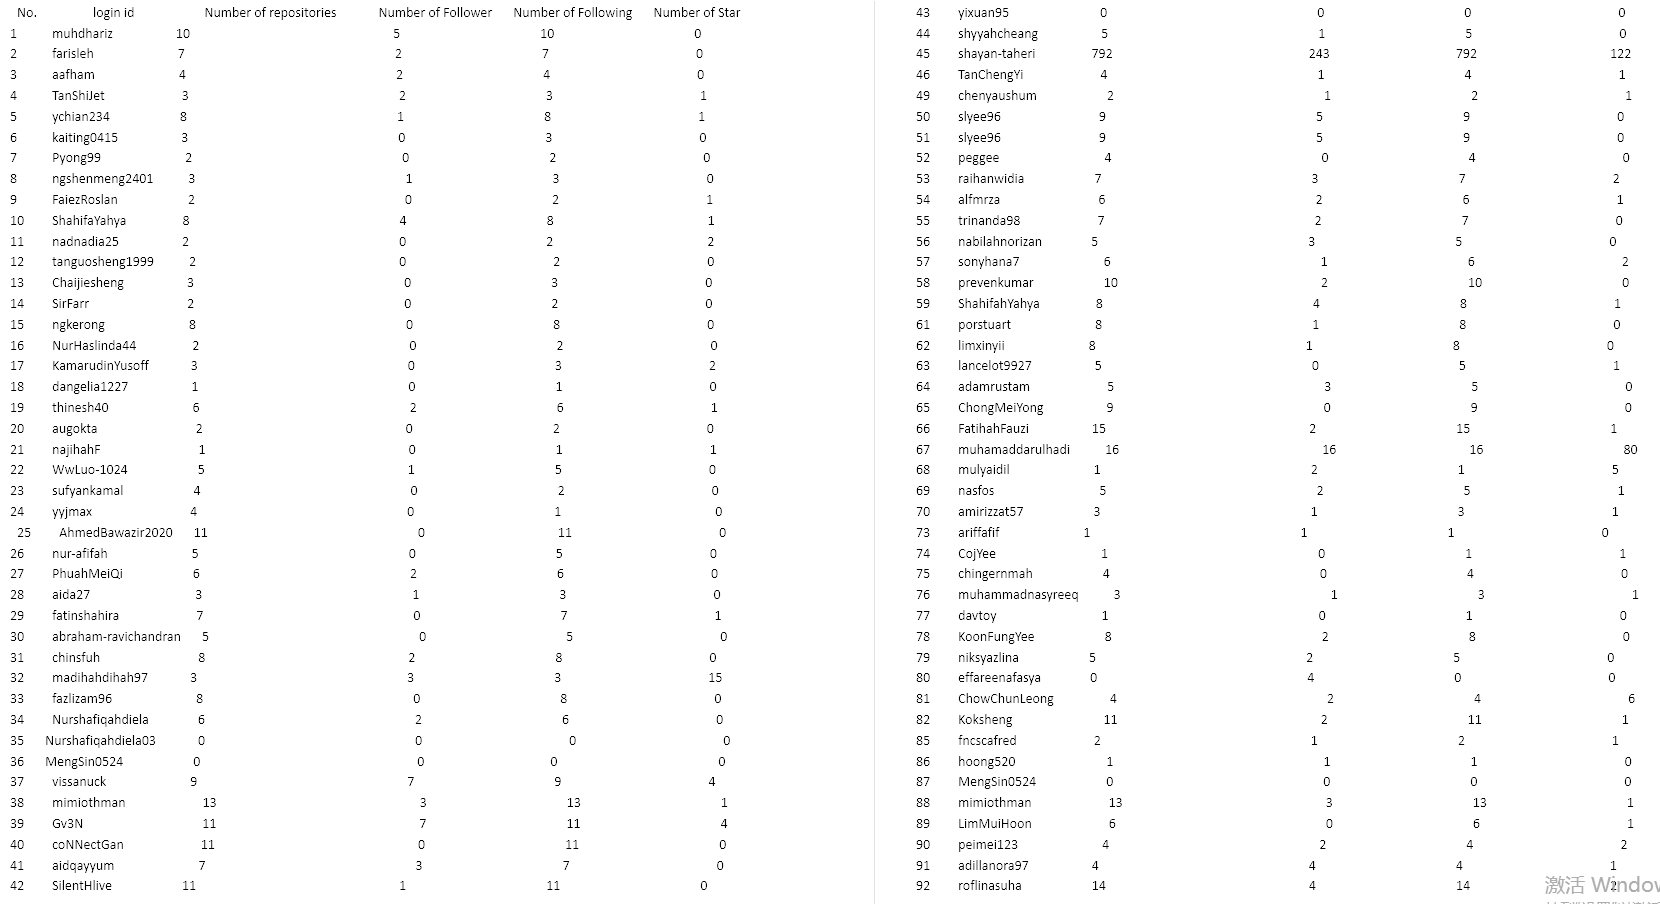 No. login id Number of repositories Number of Follower Number of Following Number of Star
1 muhdhariz 10 5 10 0
2 farisleh 7 2 7 0
3 aafham 4 2 4 0
4 TanShiJet 3 2 3 1
5 ychian234 8 1 8 1
6 kaiting0415 3 0 3 0
7 Pyong99 2 0 2 0
8 ngshenmeng2401 3 1 3 0
9 FaiezRoslan 2 0 2 1
10 ShahifaYahya 8 4 8 1
11 nadnadia25 2 0 2 2
12 tanguosheng1999 2 0 2 0
13 Chaijiesheng 3 0 3 0
14 SirFarr 2 0 2 0
15 ngkerong 8 0 8 0
16 NurHaslinda44 2 0 2 0
17 KamarudinYusoff 3 0 3 2
18 dangelia1227 1 0 1 0
19 thinesh40 6 2 6 1
20 augokta 2 0 2 0
21 najihahF 1 0 1 1
22 WwLuo-1024 5 1 5 0
23 sufyankamal 4 0 2 0
24 yyjmax 4 0 1 0
25 AhmedBawazir2020 11 0 11 0
26 nur-afifah 5 0 5 0
27 PhuahMeiQi 6 2 6 0
28 aida27 3 1 3 0
29 fatinshahira 7 0 7 1
30 abraham-ravichandran 5 0 5 0
31 chinsfuh 8 2 8 0
32 madihahdihah97 3 3 3 15
33 fazlizam96 8 0 8 0
34 Nurshafiqahdiela 6 2 6 0
35 Nurshafiqahdiela03 0 0 0 0
36 MengSin0524 0 0 0 0
37 vissanuck 9 7 9 4
38 mimiothman 13 3 13 1
39 Gv3N 11 7 11 4
40 coNNectGan 11 0 11 0
41 aidqayyum 7 3 7 0
42 SilentHlive 11 1 11 0
43 yixuan95 0 0 0 0
44 shyyahcheang 5 1 5 0
45 shayan-taheri 792 243 792 122
46 TanChengYi 4 1 4 1
49 chenyaushum 2 1 2 1
50 slyee96 9 5 9 0
51 slyee96 9 5 9 0
52 peggee 4 0 4 0
53 raihanwidia 7 3 7 2
54 alfmrza 6 2 6 1
55 trinanda98 7 2 7 0
56 nabilahnorizan 5 3 5 0
57 sonyhana7 6 1 6 2
58 prevenkumar 10 2 10 0
59 ShahifahYahya 8 4 8 1
61 porstuart 8 1 8 0
62 limxinyii 8 1 8 0
63 lancelot9927 5 0 5 1
64 adamrustam 5 3 5 0
65 ChongMeiYong 9 0 9 0
66 FatihahFauzi 15 2 15 1
67 muhamaddarulhadi 16 16 16 80
68 mulyaidil 1 2 1 5
69 nasfos 5 2 5 1
70 amirizzat57 3 1 3 1
73 ariffafif 1 1 1 0
74 CojYee 1 0 1 1
75 chingernmah 4 0 4 0
76 muhammadnasyreeq 3 1 3 1
77 davtoy 1 0 1 0
78 KoonFungYee 8 2 8 0
79 niksyazlina 5 2 5 0
80 effareenafasya 0 4 0 0
81 ChowChunLeong 4 2 4 6
82 Koksheng 11 2 11 1
85 fncscafred 2 1 2 1
86 hoong520 1 1 1 0
87 MengSin0524 0 0 0 0
88 mimiothman 13 3 13 1
89 LimMuiHoon 6 0 6 1
90 peimei123 4 2 4 2
91 adillanora97 4 4 4 1
92 roflinasuha 14 4 14 2
激活 Window